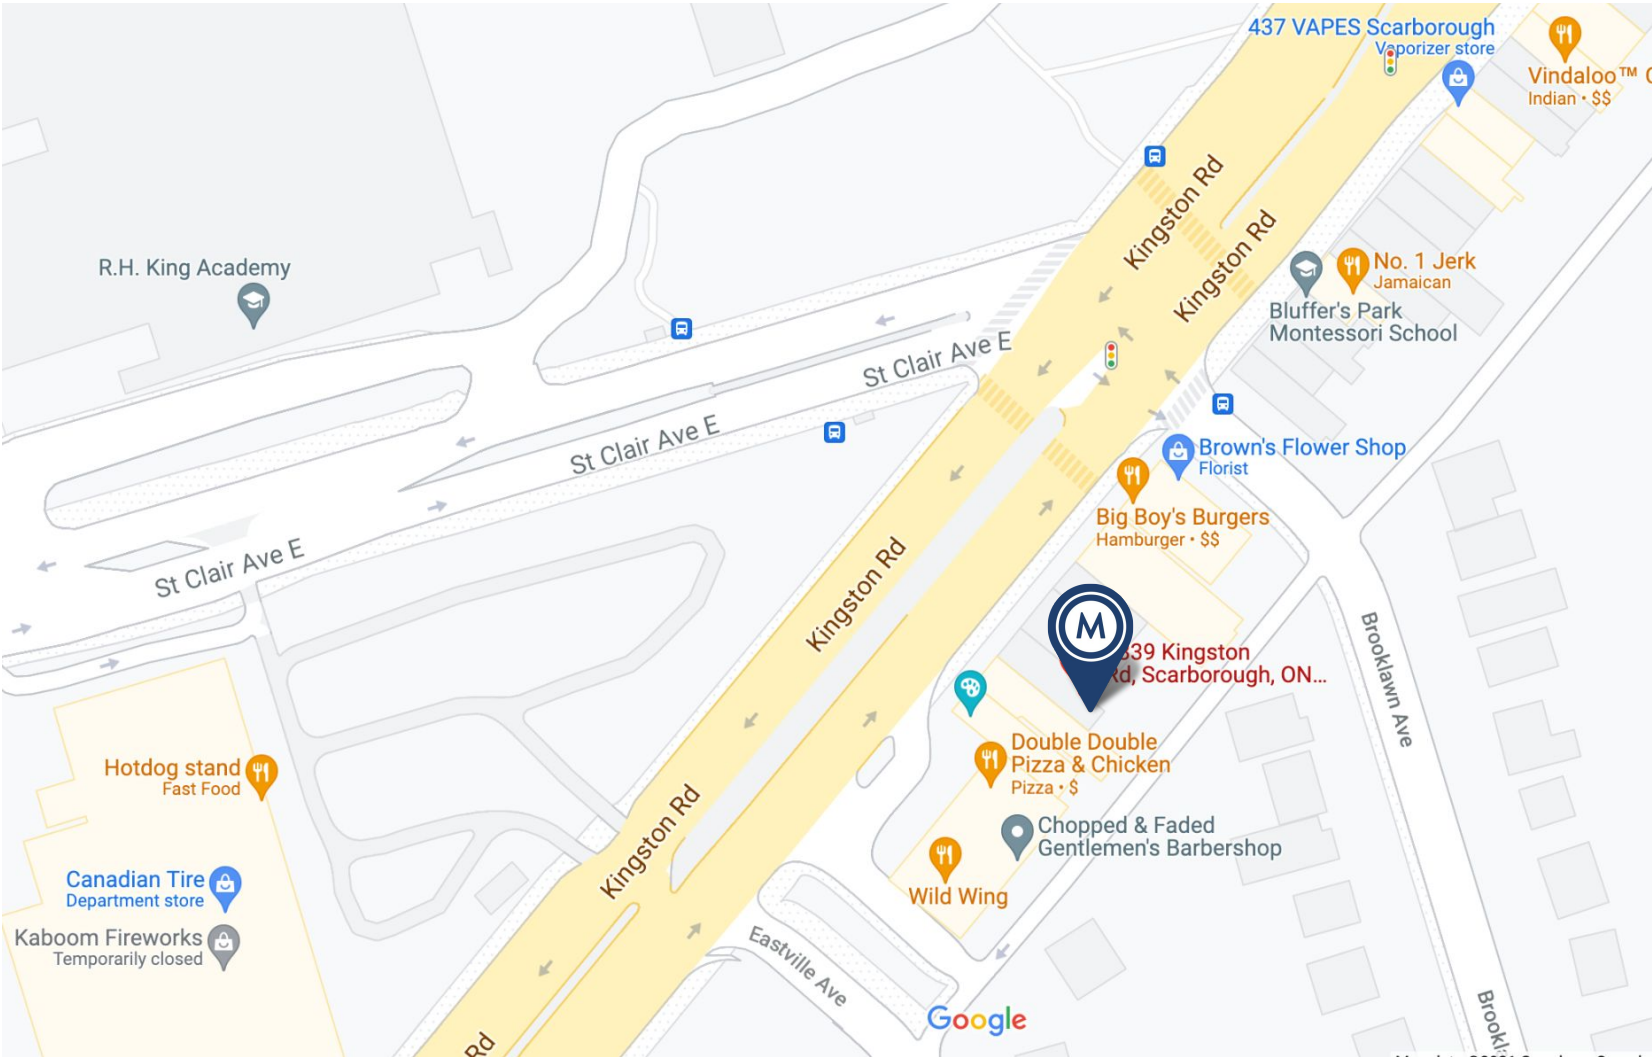 437 VAPES Scarborough
Vaporizer store
Vindaloo™
Indian • $$
Kingston Rd
Kingston Rd
R.H. King Academy
No. 1 Jerk
Jamaican
Bluffer's Park
Montessori School
St Clair Ave E
St Clair Ave E
St Clair Ave E
Brown's Flower Shop
Florist
Big Boy's Burgers
Hamburger • $$
Kingston Rd
M
39 Kingston
Rd, Scarborough, ON...
Brooklawn Ave
Double Double
Pizza & Chicken
Pizza • $
Hotdog stand
Fast Food
Kingston Rd
Chopped & Faded
Gentlemen's Barbershop
Canadian Tire
Department store
Wild Wing
Kaboom Fireworks
Temporarily closed
Eastville Ave
Google
Rd